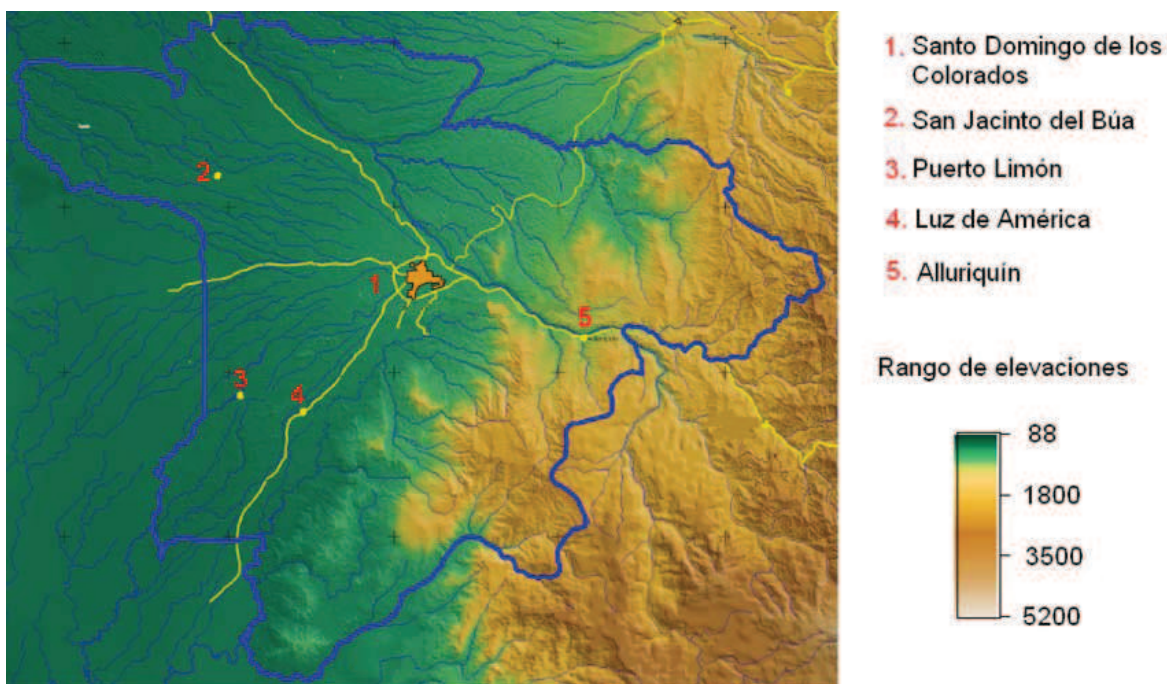 1. Santo Domingo de los
Colorados
2. San Jacinto del Búa
3. Puerto Limón
4. Luz de América
5. Alluriquín
Rango de elevaciones
88
1800
3500
5200
2
1
5
3
4